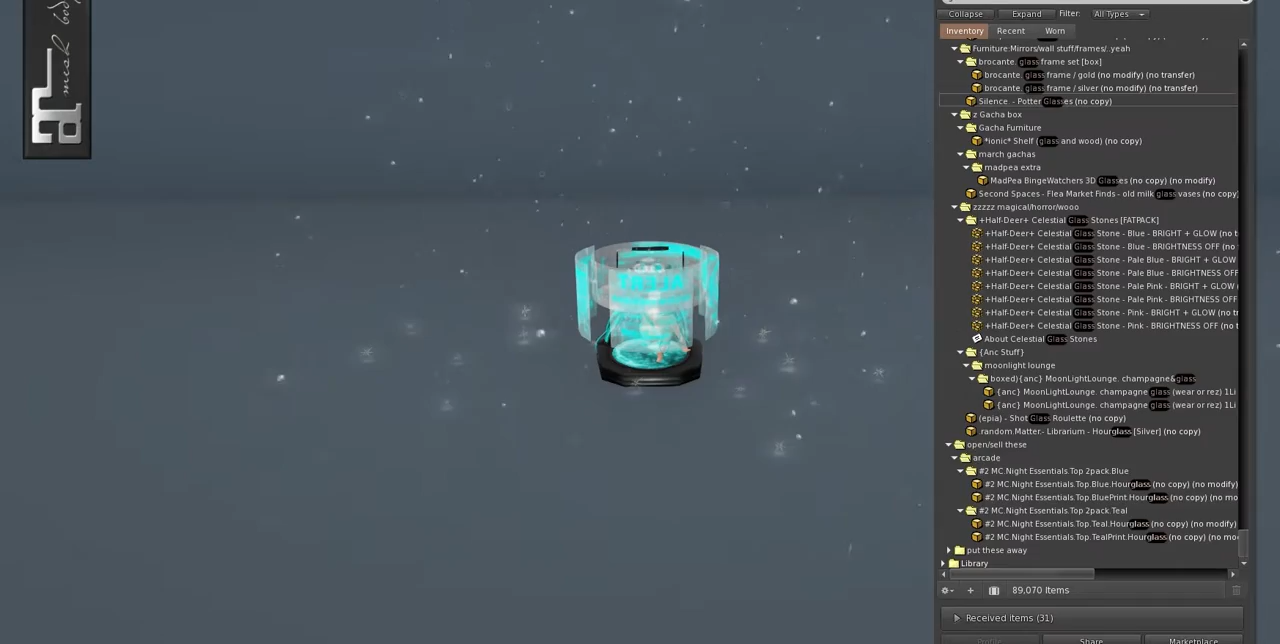 mesh body
Collapse Expand Filter: All Types
Inventory Recent Worn
Furniture:Mirrors/wall stuff/frames/..yeah
brocante. glass frame set [box]
brocante. glass frame / gold (no modify) (no transfer)
brocante. glass frame / silver (no modify) (no transfer)
Silence. - Potter Glasses (no copy)
z Gacha box
Gacha Furniture
*ionic* Shelf (glass and wood) (no copy)
march gachas
madpea extra
MadPea BingeWatchers 3D Glasses (no copy) (no modify)
Second Spaces - Flea Market Finds - old milk glass vases (no copy)
zzzzz magical/horror/wooo
+Half-Deer+ Celestial Glass Stones [FATPACK]
+Half-Deer+ Celestial Glass Stone - Blue - BRIGHT + GLOW (no t
+Half-Deer+ Celestial Glass Stone - Blue - BRIGHTNESS OFF (no
+Half-Deer+ Celestial Glass Stone - Pale Blue - BRIGHT + GLOW
+Half-Deer+ Celestial Glass Stone - Pale Blue - BRIGHTNESS OFF
+Half-Deer+ Celestial Glass Stone - Pale Pink - BRIGHT + GLOW
+Half-Deer+ Celestial Glass Stone - Pale Pink - BRIGHTNESS OFF
+Half-Deer+ Celestial Glass Stone - Pink - BRIGHT + GLOW (no t
+Half-Deer+ Celestial Glass Stone - Pink - BRIGHTNESS OFF (no t
About Celestial Glass Stones
{Anc Stuff}
moonlight lounge
boxed){anc} MoonLightLounge. champagne&glass
{anc} MoonLightLounge. champagne glass (wear or rez) 1Li
{anc} MoonLightLounge. champagne glass (wear or rez) 1Li
(epia) - Shot Glass Roulette (no copy)
.random.Matter.- Librarium - Hourglass [Silver] (no copy)
open/sell these
arcade
#2 MC.Night Essentials.Top 2pack.Blue
#2 MC.Night Essentials.Top.Blue.Hourglass (no copy) (no modify)
#2 MC.Night Essentials.Top.BluePrint.Hourglass (no copy) (no mo
#2 MC.Night Essentials.Top 2pack.Teal
#2 MC.Night Essentials.Top.Teal.Hourglass (no copy) (no modify)
#2 MC.Night Essentials.Top.TealPrint.Hourglass (no copy) (no mo
put these away
Library
89,070 Items
Received items (31)
Profile Share Marketplace